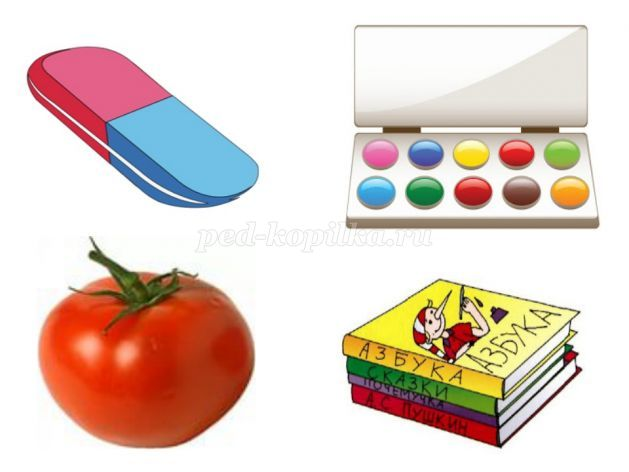 ped-kopilka.ru
АЗБУКА
АЗБУКА
СКАЗКИ
ПОЧЕМУЧКА
А.С. ПУШКИН